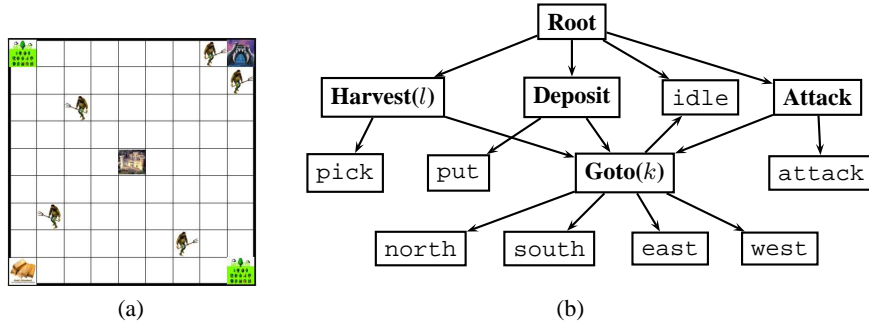 Root
Harvest(l)
Deposit
idle
Attack
pick
put
Goto(k)
attack
north
south
east
west
(a)
(b)